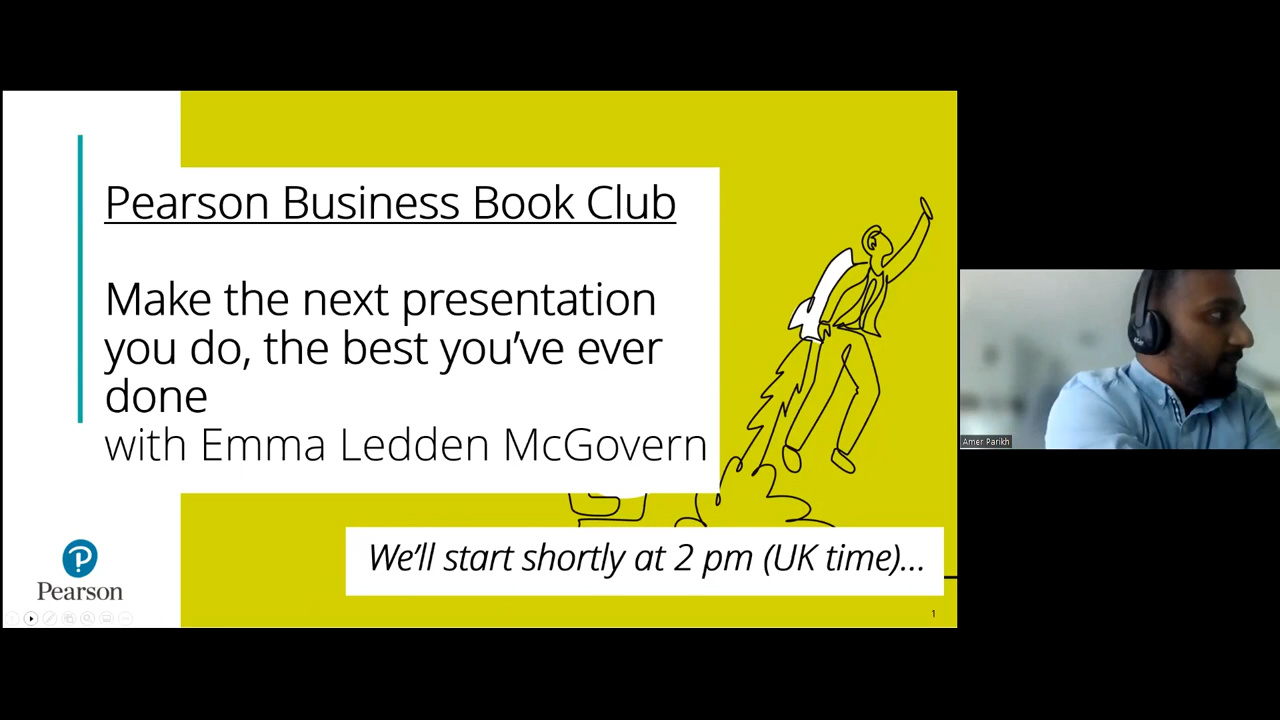 Pearson Business Book Club
Make the next presentation
you do, the best you've ever
done
with Emma Ledden McGovern
We'll start shortly at 2 pm (UK time)...
Pearson
1
Amer Parikh